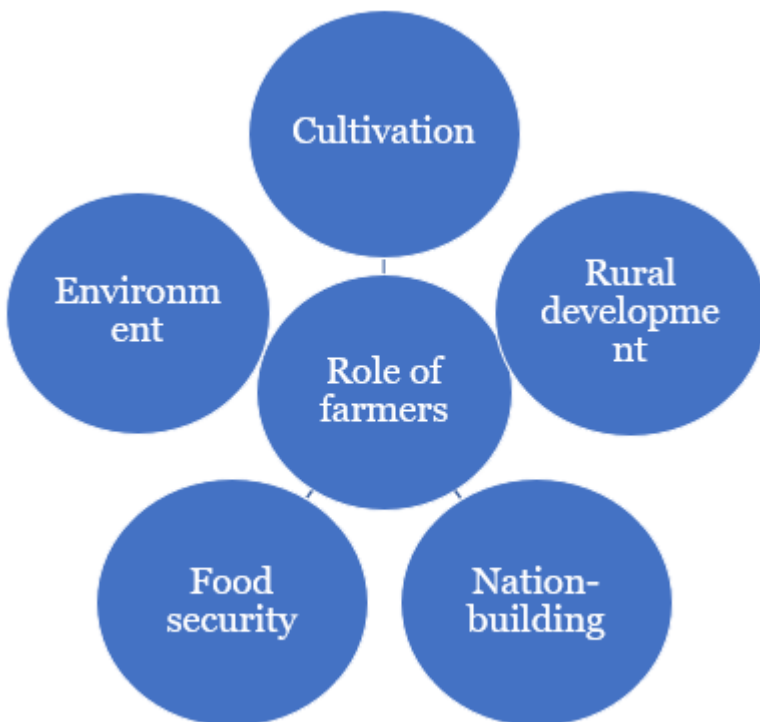 Cultivation
Rural
developme
nt
Environm
ent
Role of
farmers
Food
security
Nation-
building